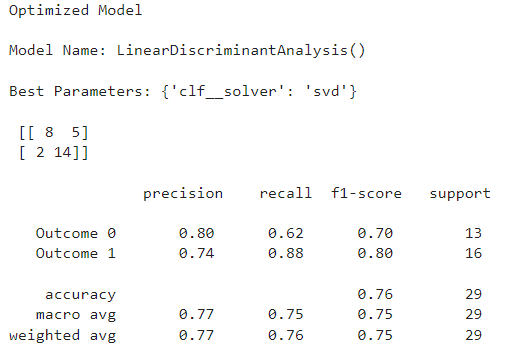 Optimized Model
Model Name: LinearDiscriminantAnalysis()
Best Parameters: {'clf__solver': 'svd'}
[[ 8  5]
[ 2 14]]
precision    recall  f1-score   support
Outcome 0       0.80      0.62      0.70        13
Outcome 1       0.74      0.88      0.80        16
accuracy                           0.76        29
macro avg       0.77      0.75      0.75        29
weighted avg       0.77      0.76      0.75        29